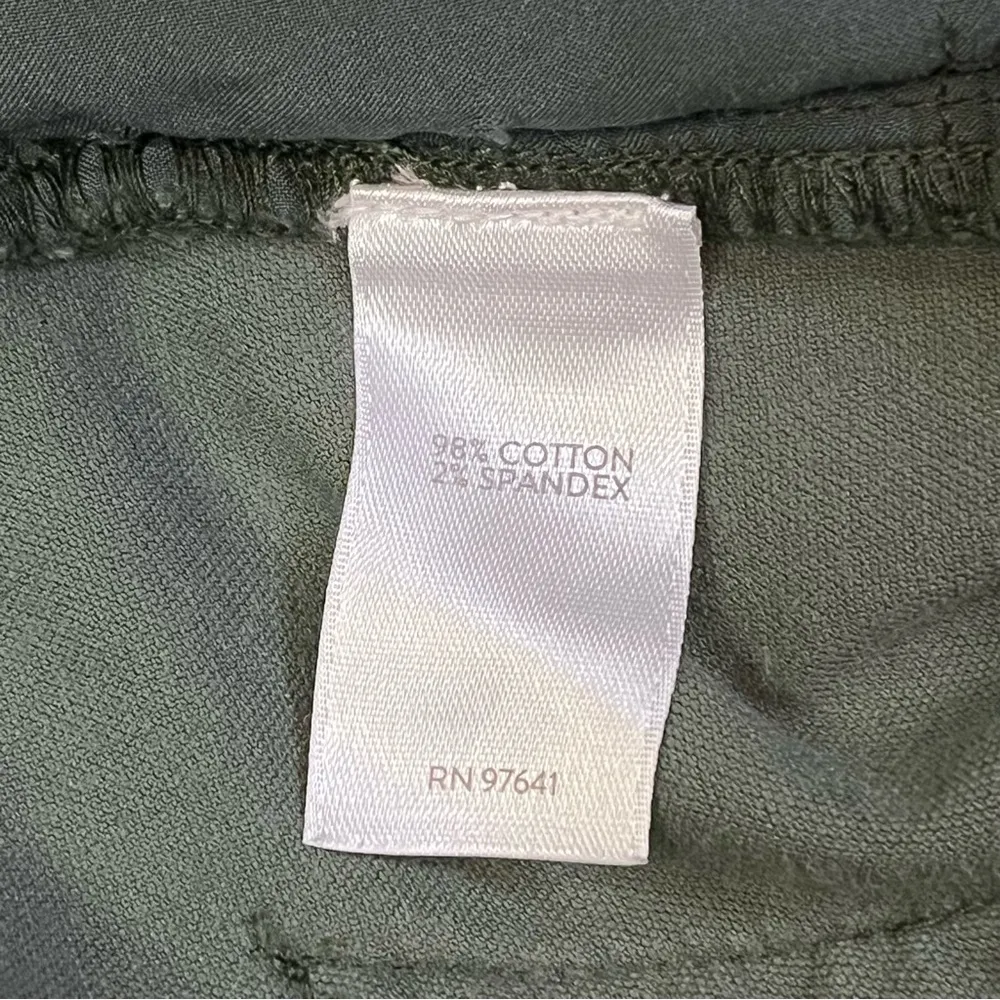 98% COTTON
2% SPANDEX
RN 97641